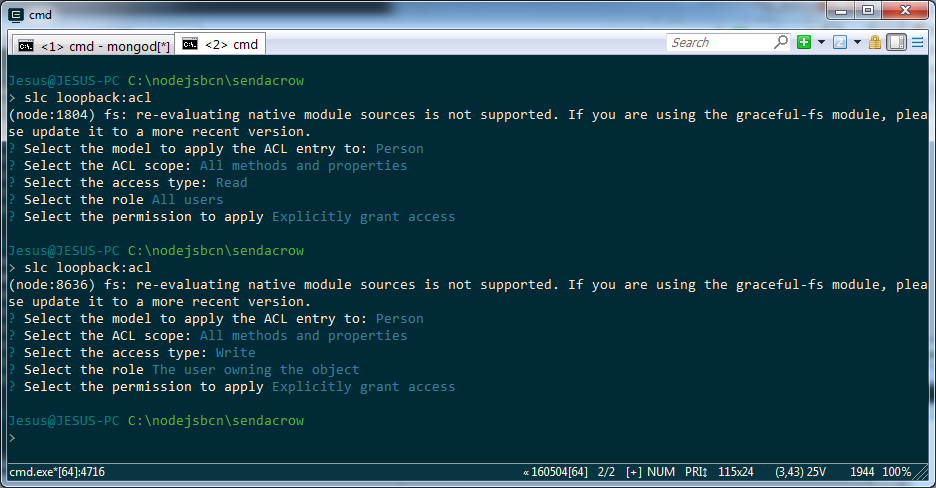 cmd
<1> cmd - mongod[*]
<2> cmd
Search
Jesus@JESUS-PC C:\nodejsbcn\sendacrow
> slc loopback:acl
(node:1804) fs: re-evaluating native module sources is not supported. If you are using the graceful-fs module, plea
se update it to a more recent version.
? Select the model to apply the ACL entry to: Person
? Select the ACL scope: All methods and properties
? Select the access type: Read
? Select the role All users
? Select the permission to apply Explicitly grant access
Jesus@JESUS-PC C:\nodejsbcn\sendacrow
> slc loopback:acl
(node:8636) fs: re-evaluating native module sources is not supported. If you are using the graceful-fs module, plea
se update it to a more recent version.
? Select the model to apply the ACL entry to: Person
? Select the ACL scope: All methods and properties
? Select the access type: Write
? Select the role The user owning the object
? Select the permission to apply Explicitly grant access
Jesus@JESUS-PC C:\nodejsbcn\sendacrow
>
cmd.exe*[64]:4716 « 160504[64] 2/2 [+] NUM PRI↕ 115x24 (3,43) 25V 1944 100%